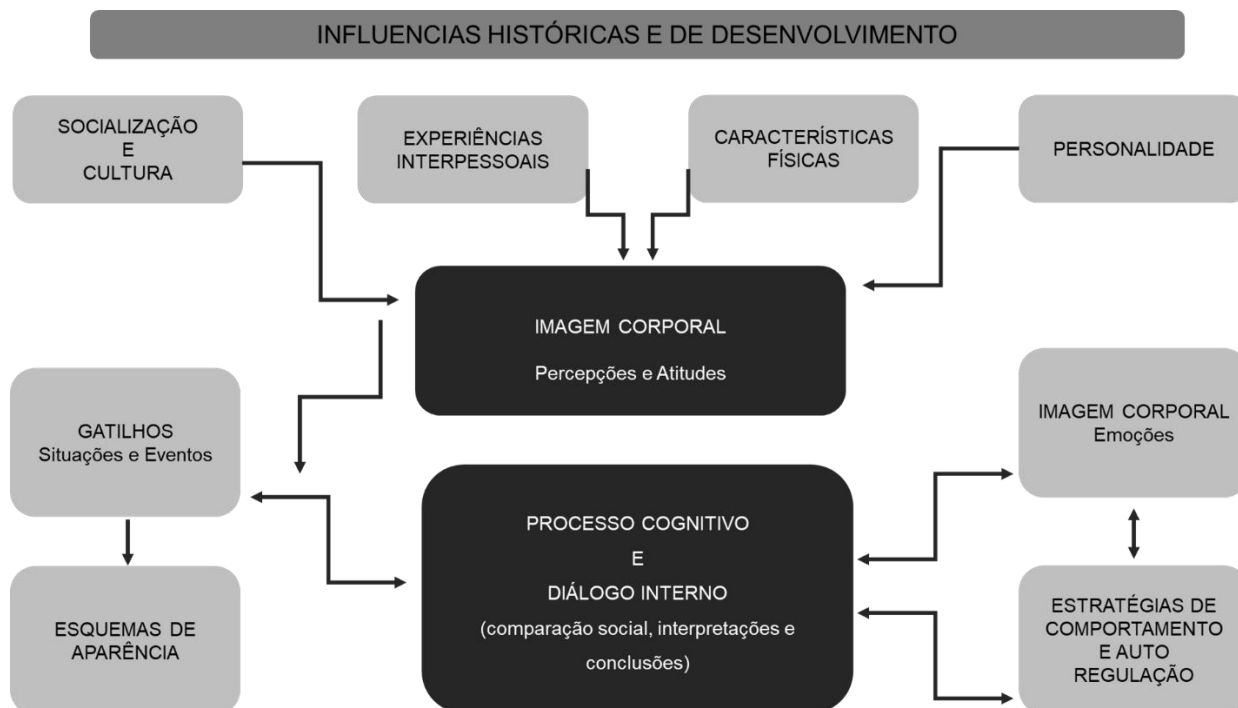 INFLUENCIAS HISTÓRICAS E DE DESENVOLVIMENTO
SOCIALIZAÇÃO
E
CULTURA
EXPERIÊNCIAS
INTERPESSOAIS
CARACTERÍSTICAS
FÍSICAS
PERSONALIDADE
IMAGEM CORPORAL
Percepções e Atitudes
GATILHOS
Situações e Eventos
IMAGEM CORPORAL
Emoções
PROCESSO COGNITIVO
E
DIÁLOGO INTERNO
(comparação social, interpretações e
conclusões)
ESQUEMAS DE
APARÊNCIA
ESTRATÉGIAS DE
COMPORTAMENTO
E AUTO
REGULAÇÃO